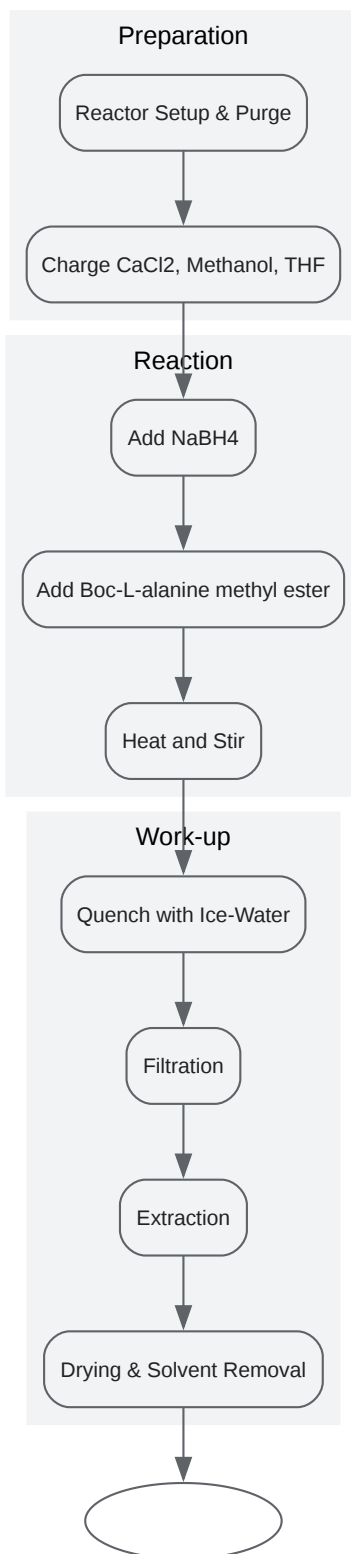 Preparation
Reactor Setup & Purge
Charge CaCl2, Methanol, THF
Reaction
Add NaBH4
Add Boc-L-alanine methyl ester
Heat and Stir
Work-up
Quench with Ice-Water
Filtration
Extraction
Drying & Solvent Removal